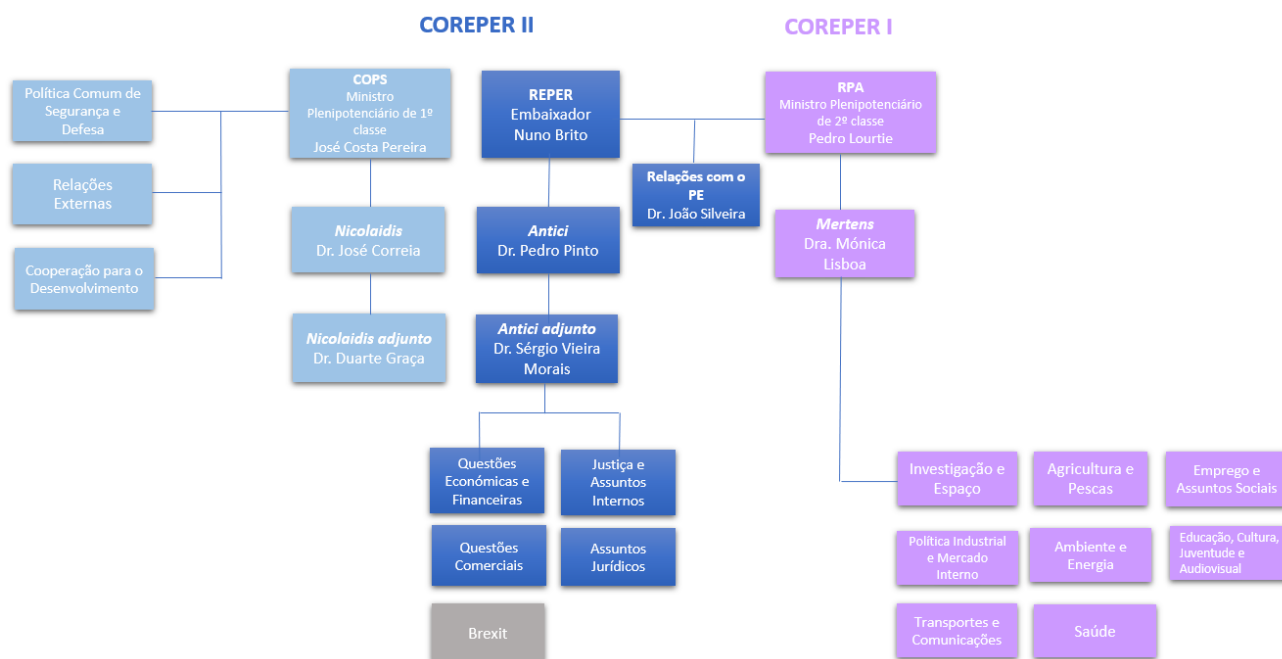 COREPER II
COREPER I
Política Comum de
Segurança e
Defesa
Relações
Externas
Cooperação para o
Desenvolvimento
COPS
Ministro
Plenipotenciário de 1º
classe
José Costa Pereira
Nicolaidis
Dr. José Correia
Nicolaidis adjunto
Dr. Duarte Graça
REPER
Embaixador
Nuno Brito
Antici
Dr. Pedro Pinto
Antici adjunto
Dr. Sérgio Vieira
Morais
Questões
Económicas e
Financeiras
Justiça e
Assuntos
Internos
Questões
Comerciais
Assuntos
Jurídicos
Brexit
Relações com o
PE
Dr. João Silveira
RPA
Ministro Plenipotenciário
de 2º classe
Pedro Lourtie
Mertens
Dra. Mónica
Lisboa
Investigação e
Espaço
Agricultura e
Pescas
Emprego e
Assuntos Sociais
Política Industrial
e Mercado
Interno
Ambiente e
Energia
Educação, Cultura,
Juventude e
Audiovisual
Transportes e
Comunicações
Saúde